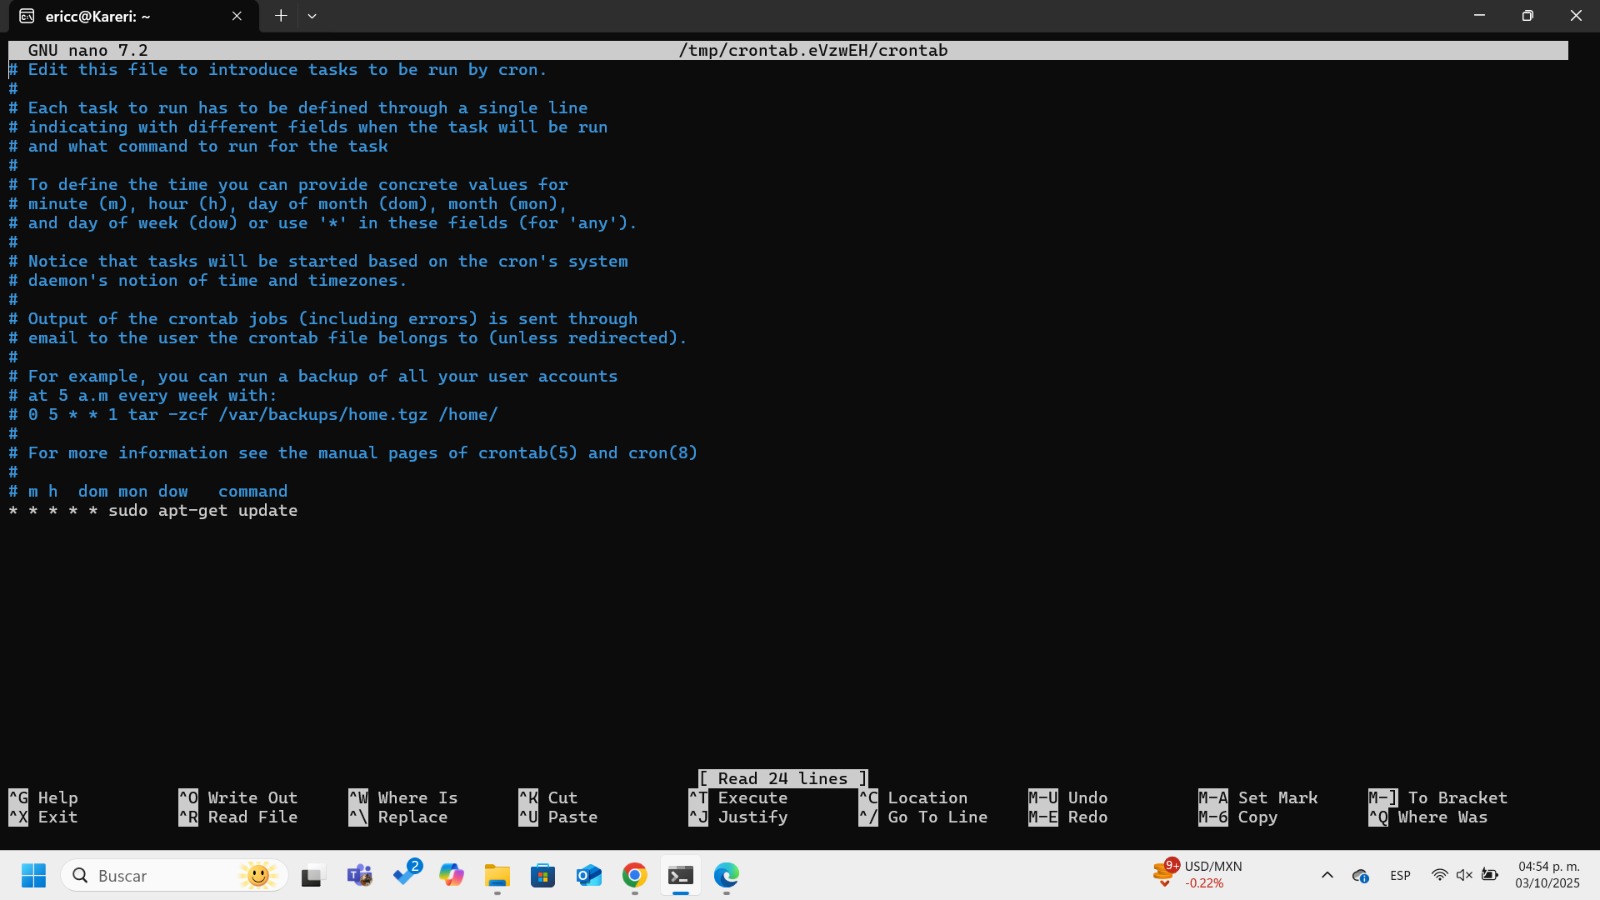 ericc@Kareri: ~
GNU nano 7.2 /tmp/crontab.eVzwEH/crontab
# Edit this file to introduce tasks to be run by cron.
#
# Each task to run has to be defined through a single line
# indicating with different fields when the task will be run
# and what command to run for the task
#
# To define the time you can provide concrete values for
# minute (m), hour (h), day of month (dom), month (mon),
# and day of week (dow) or use '*' in these fields (for 'any').
#
# Notice that tasks will be started based on the cron's system
# daemon's notion of time and timezones.
#
# Output of the crontab jobs (including errors) is sent through
# email to the user the crontab file belongs to (unless redirected).
#
# For example, you can run a backup of all your user accounts
# at 5 a.m every week with:
# 0 5 * * 1 tar -zcf /var/backups/home.tgz /home/
#
# For more information see the manual pages of crontab(5) and cron(8)
#
# m h  dom mon dow   command
* * * * * sudo apt-get update
[ Read 24 lines ]
^G Help ^O Write Out ^W Where Is ^K Cut ^T Execute ^C Location M-U Undo M-A Set Mark M-] To Bracket
^X Exit ^R Read File ^\ Replace ^U Paste ^J Justify ^/ Go To Line M-E Redo M-6 Copy ^Q Where Was
Buscar 2 9+ USD/MXN ESP 04:54 p. m.
-0.22% 03/10/2025